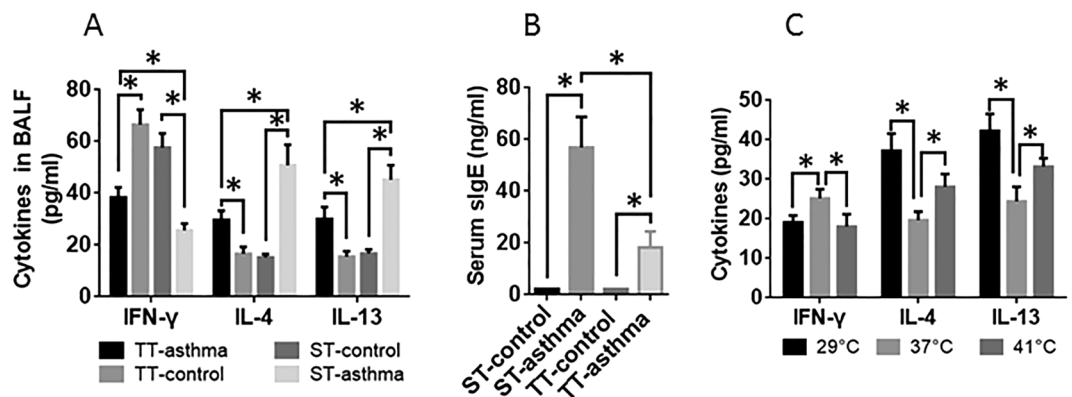 A
Cytokines in BALF
(pg/ml)
80
60
40
20
0
* * * * * * * * *
IFN-γ IL-4 IL-13
TT-asthma ST-control
TT-control ST-asthma
B
Serum sIgE (ng/ml)
80
60
40
20
0
* * *
ST-control
ST-asthma
TT-control
TT-asthma
C
Cytokines (pg/ml)
50
40
30
20
10
0
* * * * * *
IFN-γ IL-4 IL-13
29°C 37°C 41°C